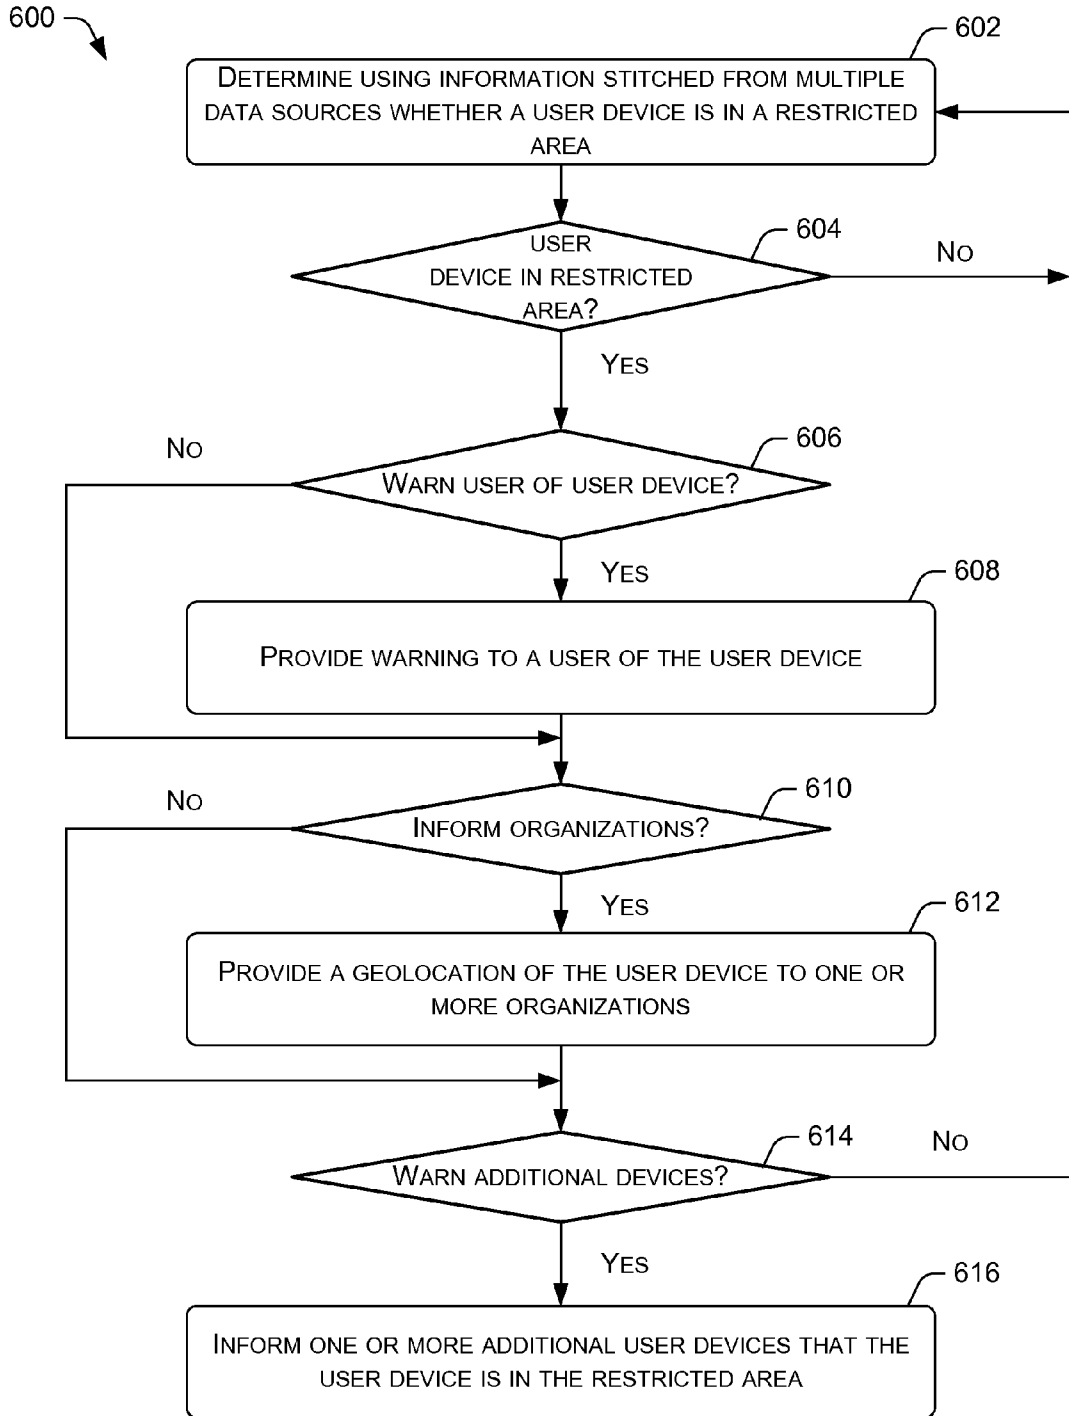 600
602
DETERMINE USING INFORMATION STITCHED FROM MULTIPLE
DATA SOURCES WHETHER A USER DEVICE IS IN A RESTRICTED
AREA
604
USER
DEVICE IN RESTRICTED
AREA?
NO
YES
606
NO
WARN USER OF USER DEVICE?
YES
608
PROVIDE WARNING TO A USER OF THE USER DEVICE
610
NO
INFORM ORGANIZATIONS?
YES
612
PROVIDE A GEOLOCATION OF THE USER DEVICE TO ONE OR
MORE ORGANIZATIONS
614
NO
WARN ADDITIONAL DEVICES?
YES
616
INFORM ONE OR MORE ADDITIONAL USER DEVICES THAT THE
USER DEVICE IS IN THE RESTRICTED AREA